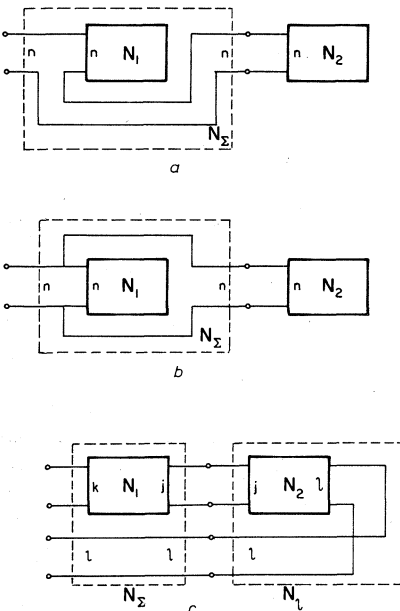 n n N1 n n N2
NΣ
a
n n N1 n n N2
NΣ
b
k N1 j j N2 l
l l l
NΣ Nl
c